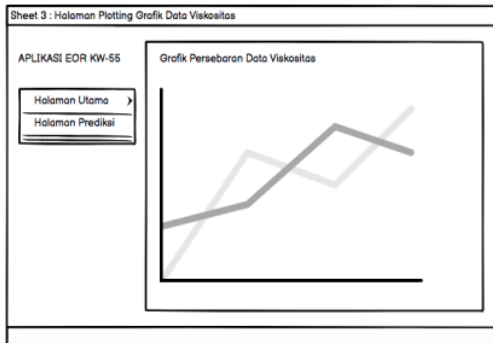 Sheet 3 : Halaman Plotting Grafik Data Viskositas
APLIKASI EOR KW-55
Grafik Persebaran Data Viskositas
Halaman Utama
Halaman Prediksi